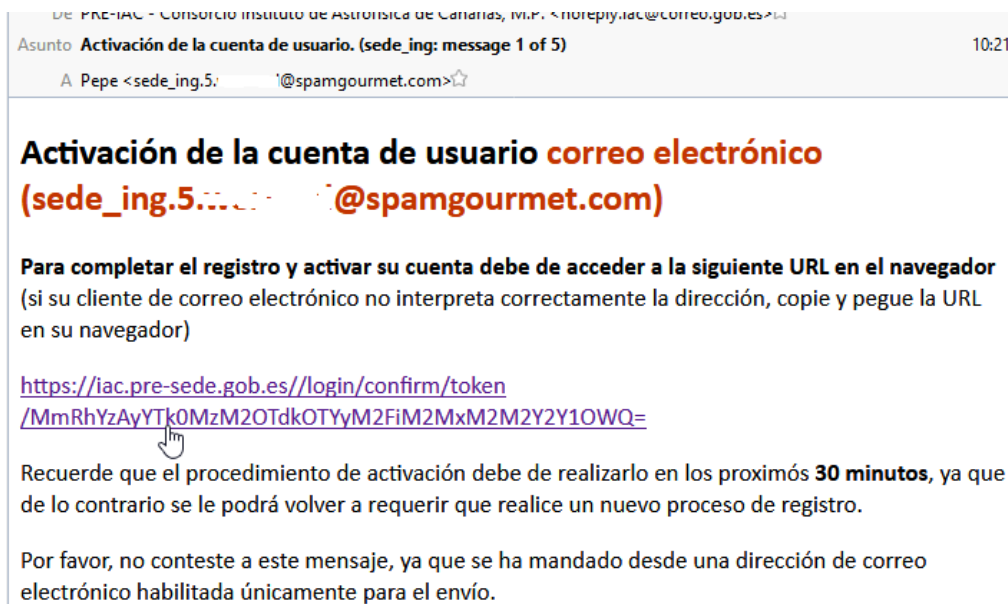 De PRE-IAC - Consorcio Instituto de Astrofísica de Canarias, M.P. <noreply.iac@correo.gob.es>
Asunto Activación de la cuenta de usuario. (sede_ing: message 1 of 5) 10:21
A Pepe <sede_ing.5. @spamgourmet.com>
Activación de la cuenta de usuario correo electrónico
(sede_ing.5. @spamgourmet.com)
Para completar el registro y activar su cuenta debe de acceder a la siguiente URL en el navegador
(si su cliente de correo electrónico no interpreta correctamente la dirección, copie y pegue la URL
en su navegador)
https://iac.pre-sede.gob.es//login/confirm/token
/MmRhYzAyYTk0MzM2OTdkOTYyM2FiM2MxM2M2Y2Y1OWQ=
Recuerde que el procedimiento de activación debe de realizarlo en los proximós 30 minutos, ya que
de lo contrario se le podrá volver a requerir que realice un nuevo proceso de registro.
Por favor, no conteste a este mensaje, ya que se ha mandado desde una dirección de correo
electrónico habilitada únicamente para el envío.